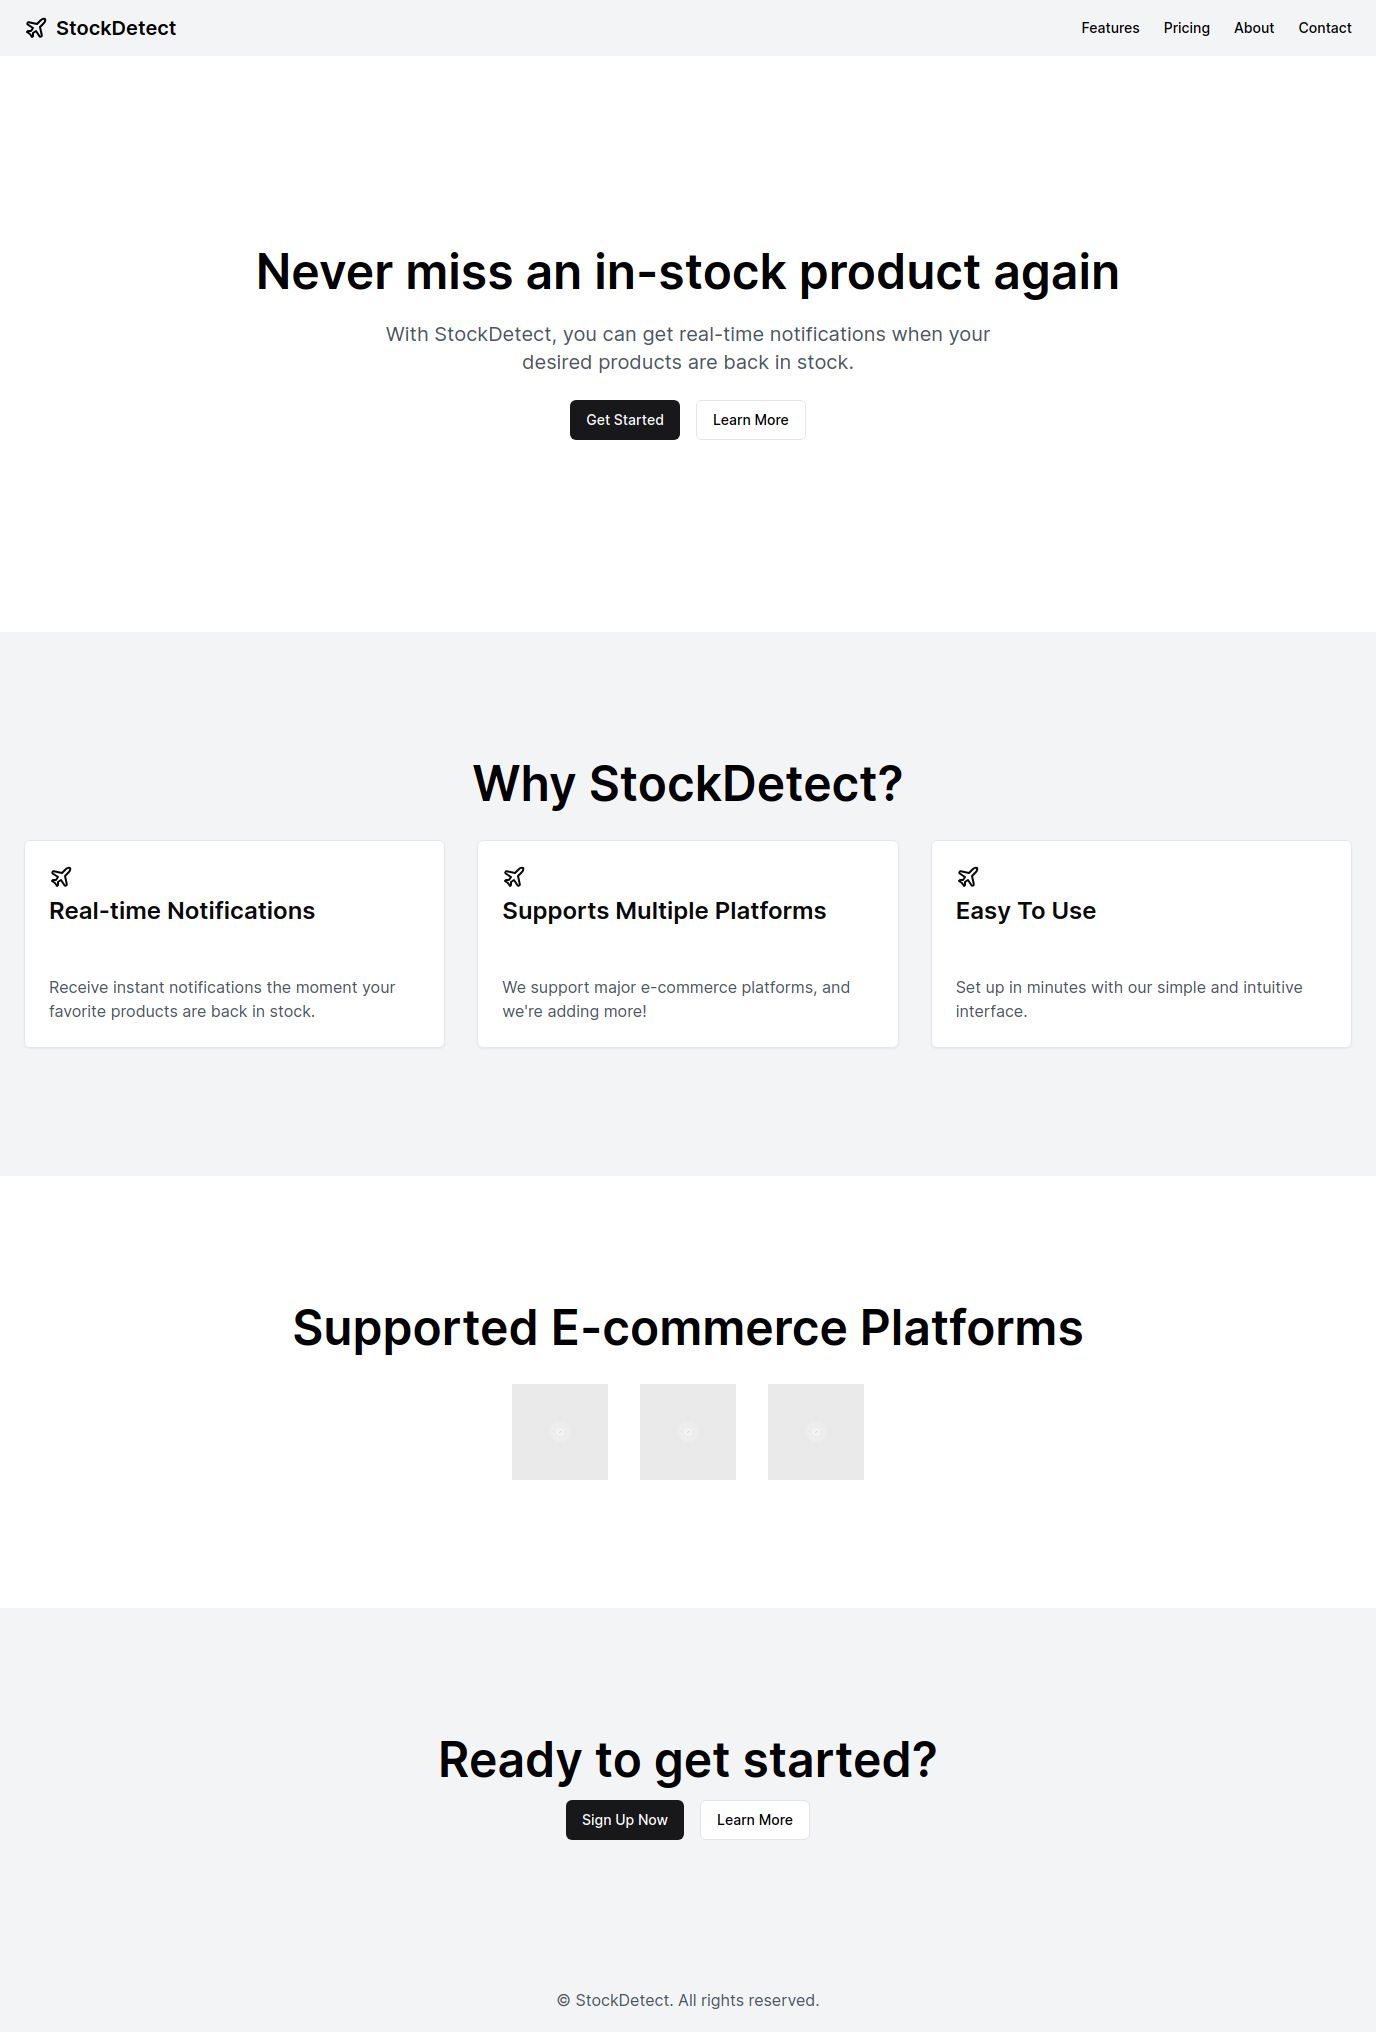 StockDetect
Features
Pricing
About
Contact
Never miss an in-stock product again
With StockDetect, you can get real-time notifications when your
desired products are back in stock.
Get Started
Learn More
Why StockDetect?
Real-time Notifications
Receive instant notifications the moment your
favorite products are back in stock.
Supports Multiple Platforms
We support major e-commerce platforms, and
we're adding more!
Easy To Use
Set up in minutes with our simple and intuitive
interface.
Supported E-commerce Platforms
Ready to get started?
Sign Up Now
Learn More
© StockDetect. All rights reserved.